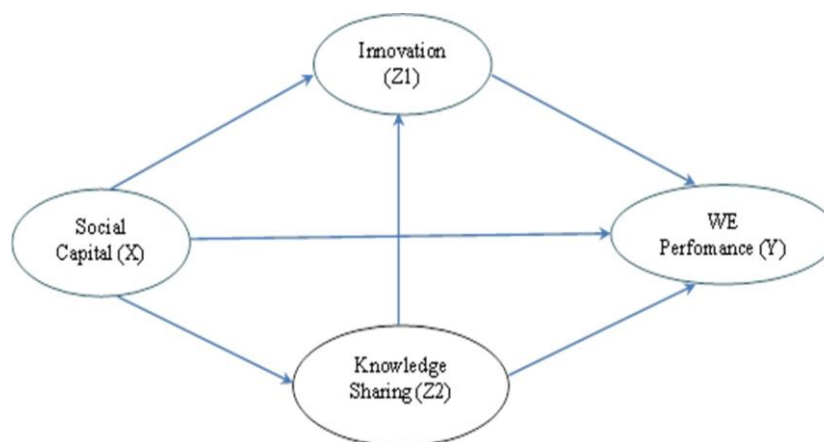 Innovation
(Z1)
Social
Capital (X)
WE
Perfomance (Y)
Knowledge
Sharing (Z2)